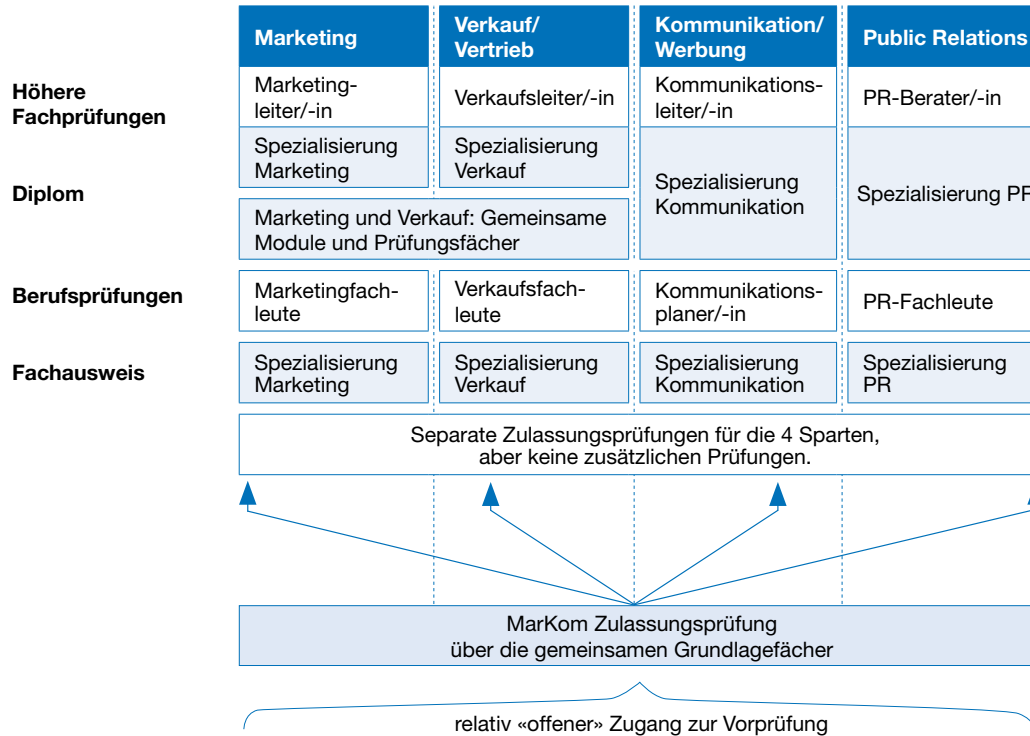 Marketing
Verkauf/
Vertrieb
Kommunikation/
Werbung
Public Relations
Höhere
Fachprüfungen
Marketing-
leiter/-in
Verkaufsleiter/-in
Kommunikations-
leiter/-in
PR-Berater/-in
Diplom
Spezialisierung
Marketing
Spezialisierung
Verkauf
Spezialisierung
Kommunikation
Spezialisierung PR
Marketing und Verkauf: Gemeinsame
Module und Prüfungsfächer
Berufsprüfungen
Marketingfach-
leute
Verkaufsfach-
leute
Kommunikations-
planer/-in
PR-Fachleute
Fachausweis
Spezialisierung
Marketing
Spezialisierung
Verkauf
Spezialisierung
Kommunikation
Spezialisierung
PR
Separate Zulassungsprüfungen für die 4 Sparten,
aber keine zusätzlichen Prüfungen.
MarKom Zulassungsprüfung
über die gemeinsamen Grundlagefächer
relativ «offener» Zugang zur Vorprüfung